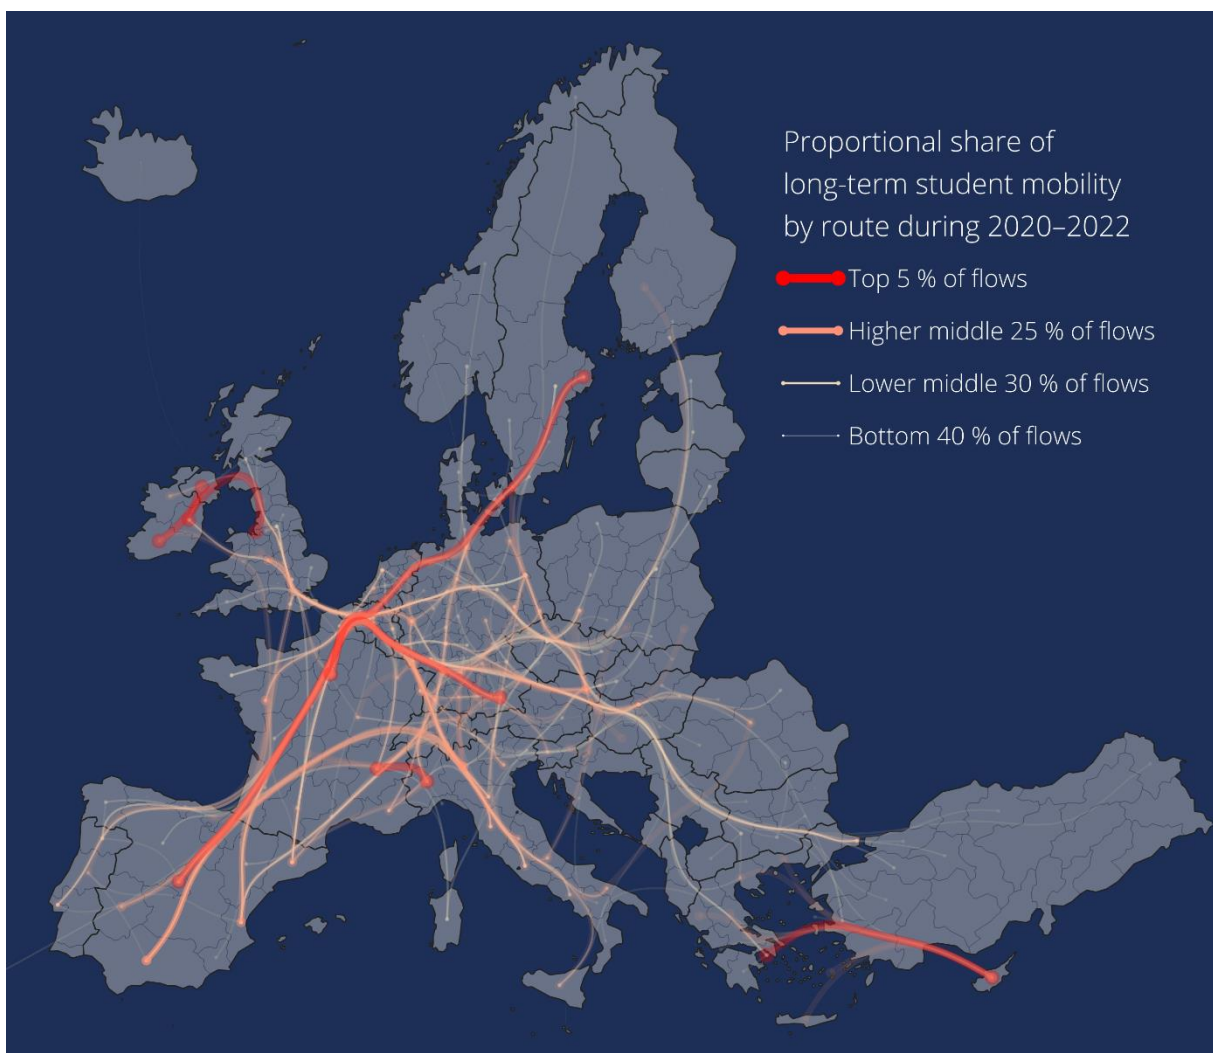 Proportional share of
long-term student mobility
by route during 2020–2022
Top 5 % of flows
Higher middle 25 % of flows
Lower middle 30 % of flows
Bottom 40 % of flows